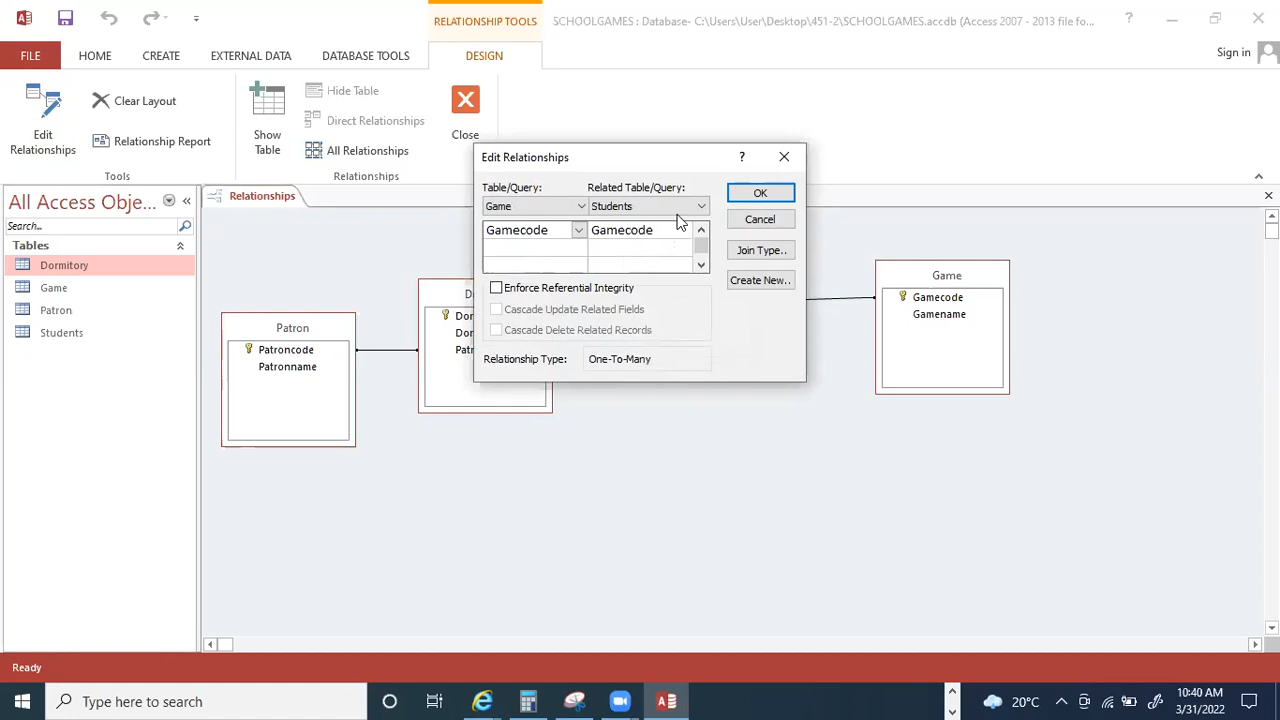 RELATIONSHIP TOOLS
SCHOOLGAMES : Database- C:\Users\User\Desktop\451-2\SCHOOLGAMES.accdb (Access 2007 - 2013 file fo...
?
FILE
HOME
CREATE
EXTERNAL DATA
DATABASE TOOLS
DESIGN
Sign in
Edit
Relationships
Clear Layout
Relationship Report
Tools
Show
Table
Hide Table
Direct Relationships
All Relationships
Relationships
Close
All Access Obje...
Search...
Tables
Dormitory
Game
Patron
Students
Relationships
Patron
Patroncode
Patronname
Game
Gamecode
Gamename
Edit Relationships
?
Table/Query:
Related Table/Query:
Game
Students
Gamecode
Gamecode
Enforce Referential Integrity
Cascade Update Related Fields
Cascade Delete Related Records
Relationship Type:
One-To-Many
OK
Cancel
Join Type..
Create New..
Ready
Type here to search
20°C
10:40 AM
3/31/2022